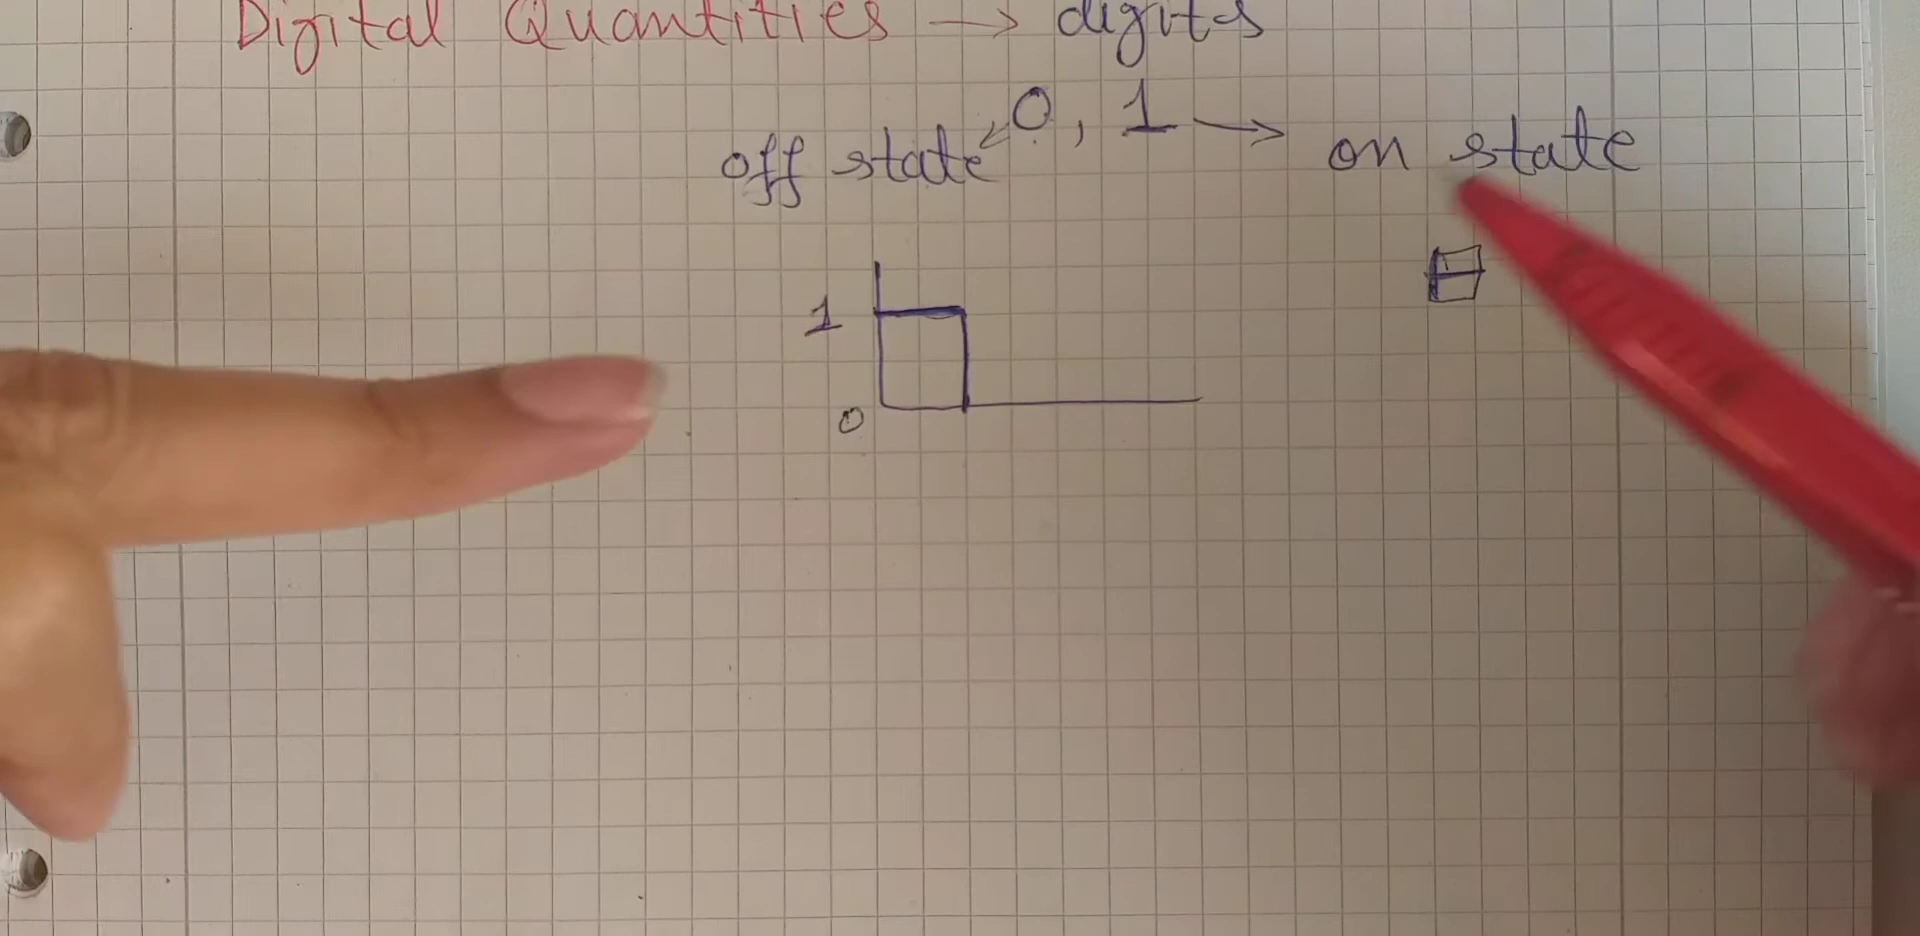 Digital Quantities → digits
off state ← 0, 1 → on state
1
0